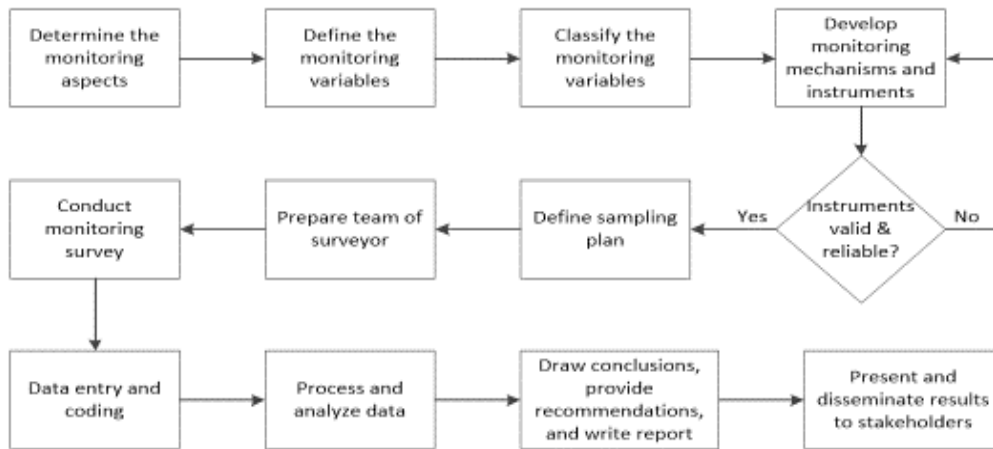 Determine the
monitoring
aspects
Define the
monitoring
variables
Classify the
monitoring
variables
Develop
monitoring
mechanisms and
instruments
Conduct
monitoring
survey
Prepare team of
surveyor
Define sampling
plan
Yes
Instruments
valid &
reliable?
No
Data entry and
coding
Process and
analyze data
Draw conclusions,
provide
recommendations,
and write report
Present and
disseminate results
to stakeholders